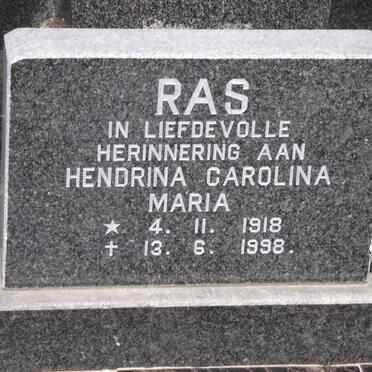 RAS
IN LIEFDEVOLLE
HERINNERING AAN
HENDRINA CAROLINA
MARIA
★ 4. 11. 1918
✝ 13. 6. 1998.